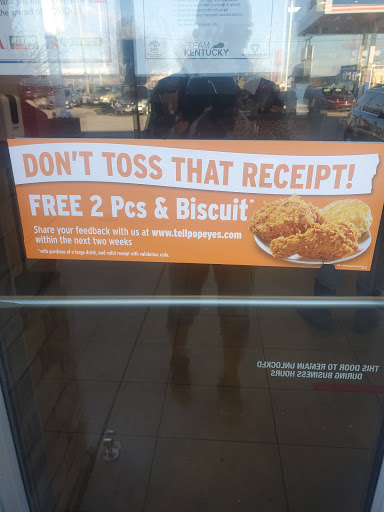 TEAM
KENTUCKY
DON'T TOSS THAT RECEIPT!
FREE 2 Pcs & Biscuit*
Share your feedback with us at www.tellpopeyes.com
within the next two weeks
*with purchase of a large drink, and valid receipt with validation code.
THIS DOOR TO REMAIN UNLOCKED
DURING BUSINESS HOURS